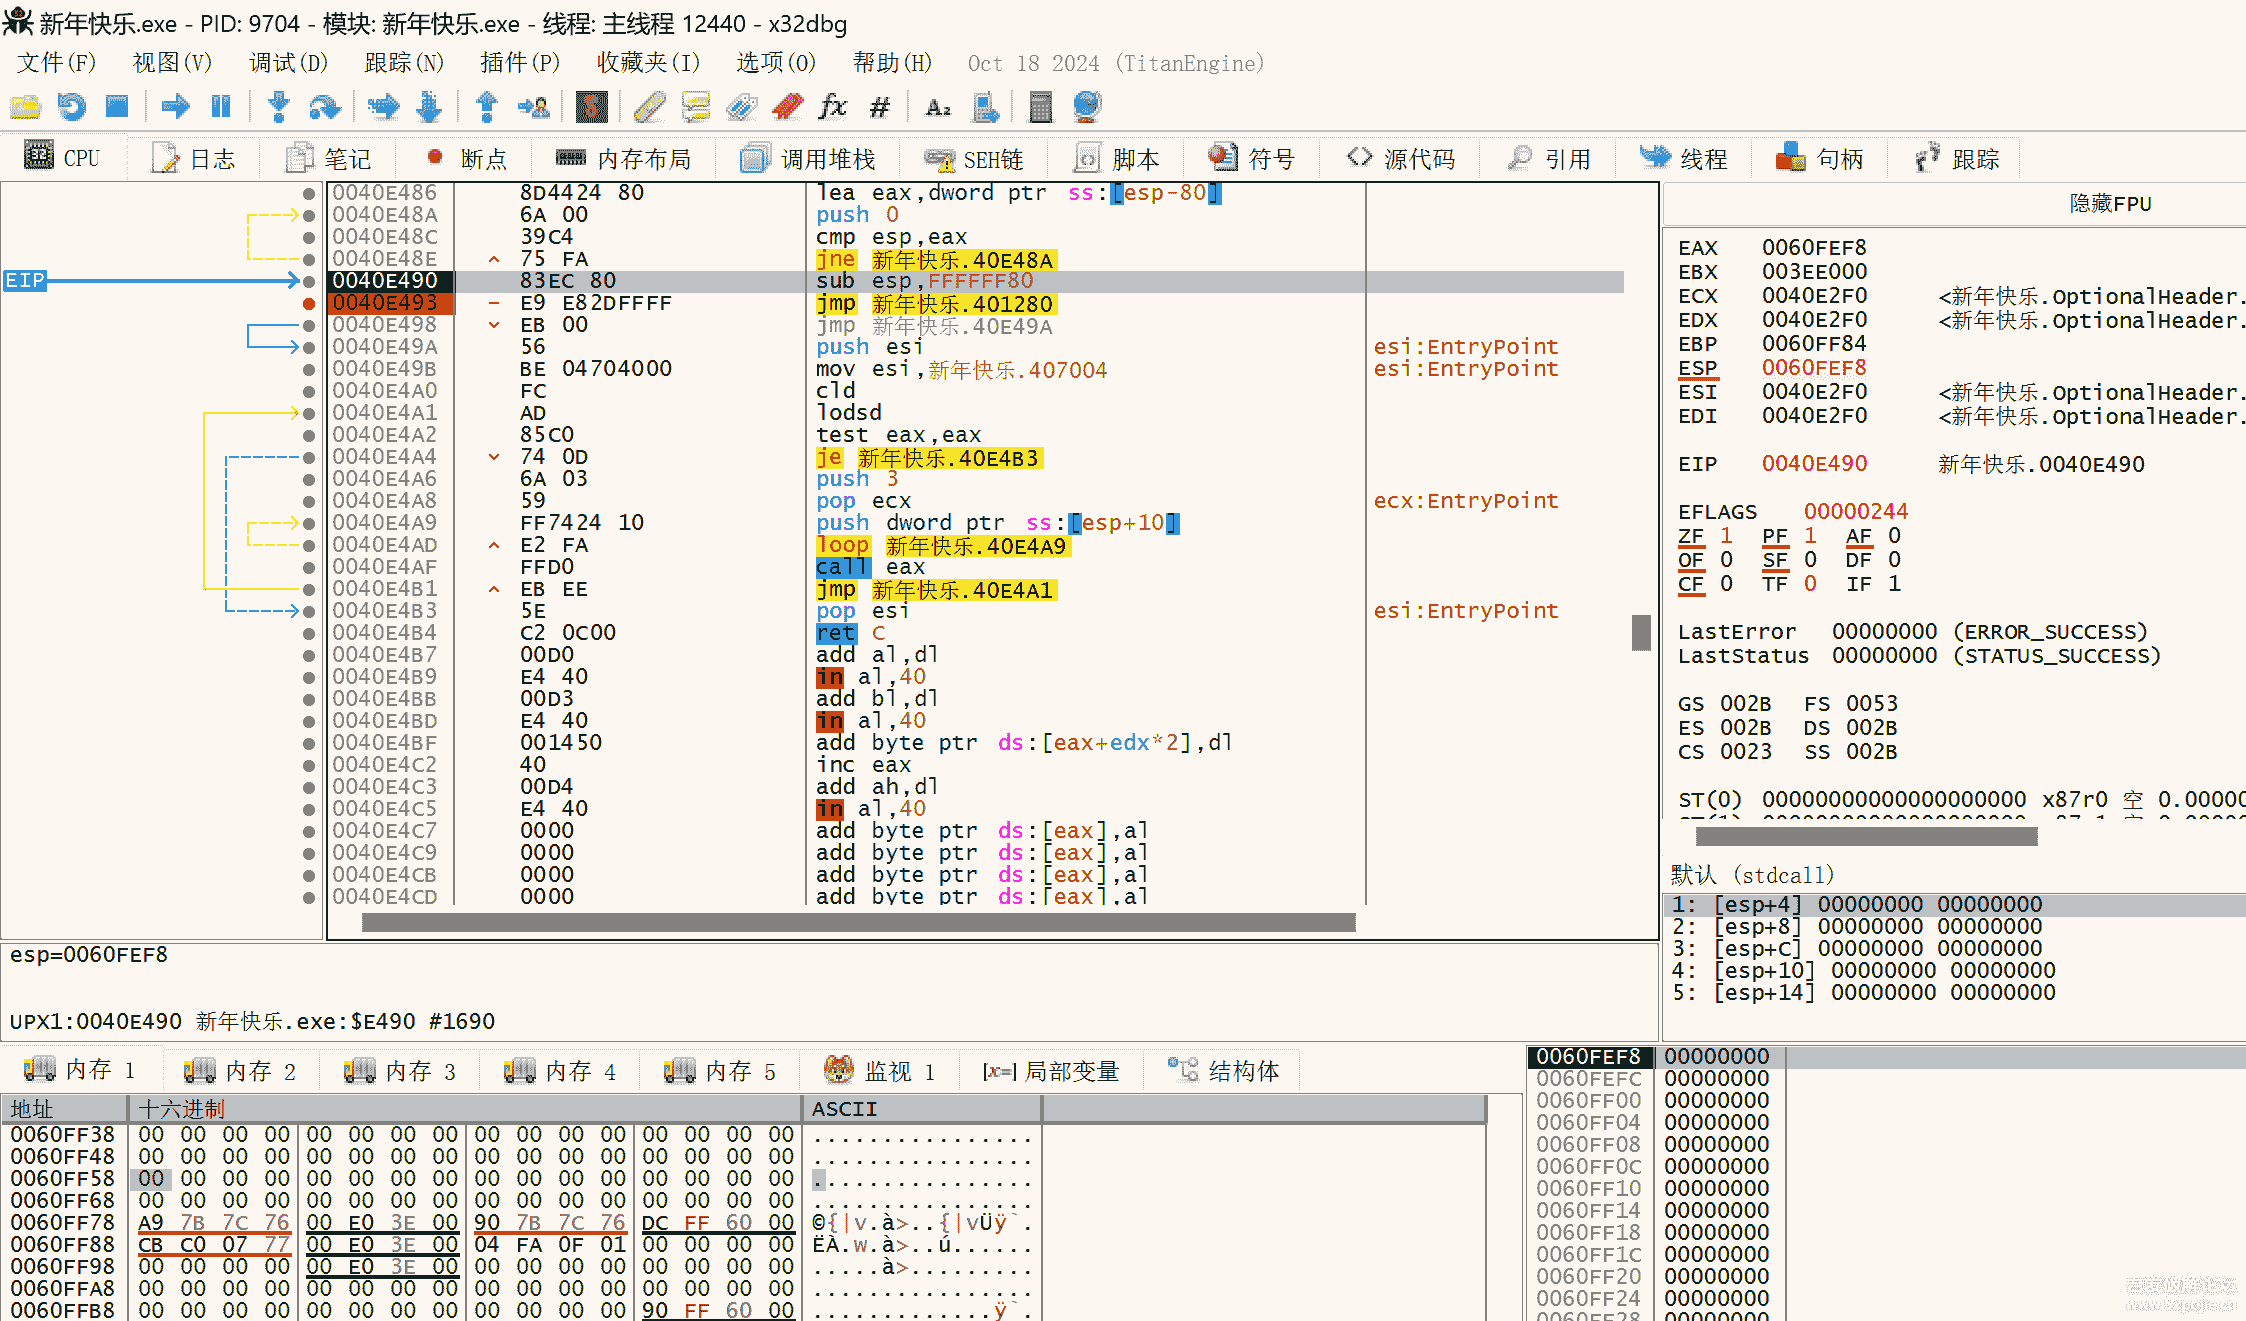 新年快乐.exe - PID: 9704 - 模块: 新年快乐.exe - 线程: 主线程 12440 - x32dbg
文件(F) 视图(V) 调试(D) 跟踪(N) 插件(P) 收藏夹(I) 选项(O) 帮助(H) Oct 18 2024 (TitanEngine)
CPU 日志 笔记 断点 内存布局 调用堆栈 SEH链 脚本 符号 源代码 引用 线程 句柄 跟踪
EIP
0040E486 8D4424 80 lea eax,dword ptr ss:[esp-80]
0040E48A 6A 00 push 0
0040E48C 39C4 cmp esp,eax
0040E48E 75 FA jne 新年快乐.40E48A
0040E490 83EC 80 sub esp,FFFFFF80
0040E493 E9 E82DFFFF jmp 新年快乐.401280
0040E498 EB 00 jmp 新年快乐.40E49A
0040E49A 56 push esi esi:EntryPoint
0040E49B BE 04704000 mov esi,新年快乐.407004 esi:EntryPoint
0040E4A0 FC cld
0040E4A1 AD lodsd
0040E4A2 85C0 test eax,eax
0040E4A4 74 0D je 新年快乐.40E4B3
0040E4A6 6A 03 push 3
0040E4A8 59 pop ecx ecx:EntryPoint
0040E4A9 FF7424 10 push dword ptr ss:[esp+10]
0040E4AD E2 FA loop 新年快乐.40E4A9
0040E4AF FFD0 call eax
0040E4B1 EB EE jmp 新年快乐.40E4A1
0040E4B3 5E pop esi esi:EntryPoint
0040E4B4 C2 0C00 ret C
0040E4B7 00D0 add al,dl
0040E4B9 E4 40 in al,40
0040E4BB 00D3 add bl,dl
0040E4BD E4 40 in al,40
0040E4BF 001450 add byte ptr ds:[eax+edx*2],dl
0040E4C2 40 inc eax
0040E4C3 00D4 add ah,dl
0040E4C5 E4 40 in al,40
0040E4C7 0000 add byte ptr ds:[eax],al
0040E4C9 0000 add byte ptr ds:[eax],al
0040E4CB 0000 add byte ptr ds:[eax],al
0040E4CD 0000 add byte ptr ds:[eax],al
隐藏FPU
EAX 0060FEF8
EBX 003EE000
ECX 0040E2F0 <新年快乐.OptionalHeader.
EDX 0040E2F0 <新年快乐.OptionalHeader.
EBP 0060FF84
ESP 0060FEF8
ESI 0040E2F0 <新年快乐.OptionalHeader.
EDI 0040E2F0 <新年快乐.OptionalHeader.
EIP 0040E490 新年快乐.0040E490
EFLAGS 00000244
ZF 1 PF 1 AF 0
OF 0 SF 0 DF 0
CF 0 TF 0 IF 1
LastError 00000000 (ERROR_SUCCESS)
LastStatus 00000000 (STATUS_SUCCESS)
GS 002B FS 0053
ES 002B DS 002B
CS 0023 SS 002B
ST(0) 00000000000000000000 x87r0 空 0.00000
默认 (stdcall)
1: [esp+4] 00000000 00000000
2: [esp+8] 00000000 00000000
3: [esp+C] 00000000 00000000
4: [esp+10] 00000000 00000000
5: [esp+14] 00000000 00000000
esp=0060FEF8
UPX1:0040E490 新年快乐.exe:$E490 #1690
内存 1 内存 2 内存 3 内存 4 内存 5 监视 1 [x=]局部变量 结构体
地址 十六进制 ASCII
0060FF38 00 00 00 00 00 00 00 00 00 00 00 00 00 00 00 00 ................
0060FF48 00 00 00 00 00 00 00 00 00 00 00 00 00 00 00 00 ................
0060FF58 00 00 00 00 00 00 00 00 00 00 00 00 00 00 00 00 ................
0060FF68 00 00 00 00 00 00 00 00 00 00 00 00 00 00 00 00 ................
0060FF78 A9 7B 7C 76 00 E0 3E 00 90 7B 7C 76 DC FF 60 00 ©{|v.à>..{|vÜÿ`.
0060FF88 CB C0 07 77 00 E0 3E 00 04 FA 0F 01 00 00 00 00 ËÀ.w.à>..ú......
0060FF98 00 00 00 00 00 E0 3E 00 00 00 00 00 00 00 00 00 .....à>.........
0060FFA8 00 00 00 00 00 00 00 00 00 00 00 00 00 00 00 00 ................
0060FFB8 00 00 00 00 00 00 00 00 00 00 00 00 90 FF 60 00 .............ÿ`.
0060FEF8 00000000
0060FEFC 00000000
0060FF00 00000000
0060FF04 00000000
0060FF08 00000000
0060FF0C 00000000
0060FF10 00000000
0060FF14 00000000
0060FF18 00000000
0060FF1C 00000000
0060FF20 00000000
0060FF24 00000000
0060FF28 00000000